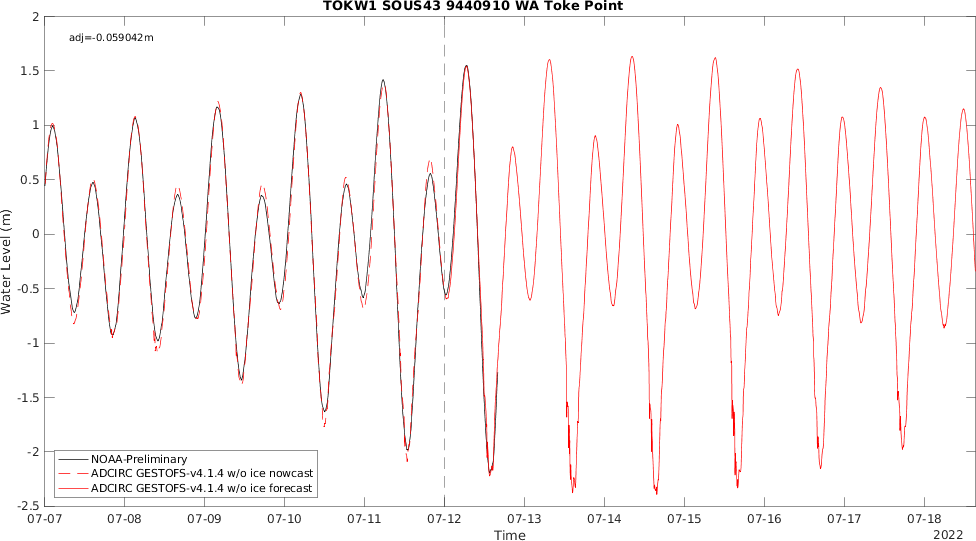 TOKW1 SOUS43 9440910 WA Toke Point
adj=-0.059042m
2
1.5
1
0.5
0
-0.5
-1
-1.5
-2
-2.5
Water Level (m)
NOAA-Preliminary
ADCIRC GESTOFS-v4.1.4 w/o ice nowcast
ADCIRC GESTOFS-v4.1.4 w/o ice forecast
07-07 07-08 07-09 07-10 07-11 07-12 07-13 07-14 07-15 07-16 07-17 07-18
Time
2022